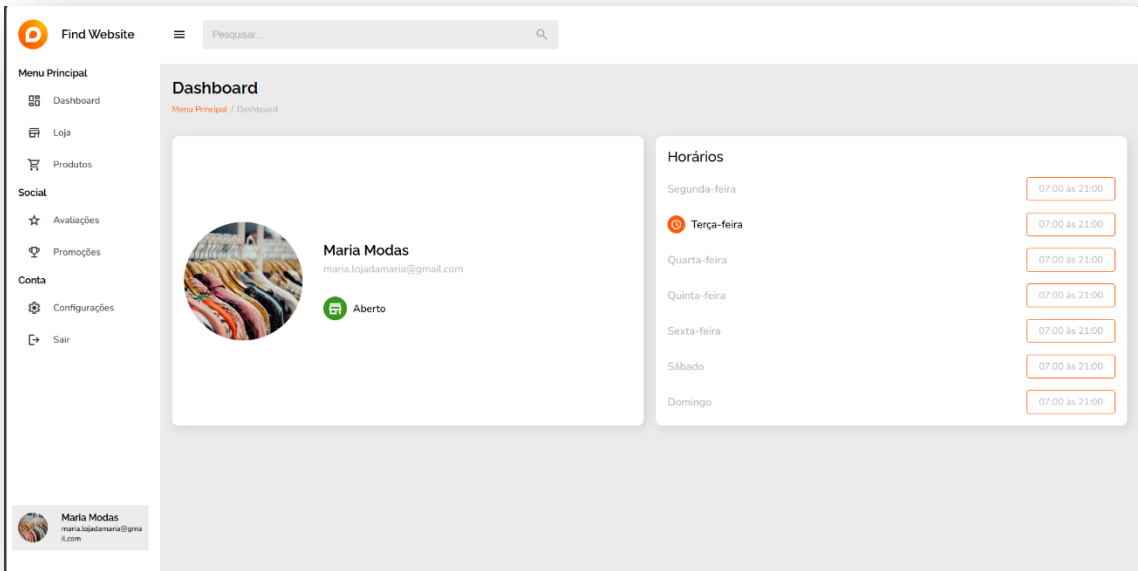 Find Website
Pesquisar...
Menu Principal
Dashboard
Loja
Produtos
Social
Avaliações
Promoções
Conta
Configurações
Sair
Maria Modas
maria.lojadamaria@gma
il.com
Dashboard
Menu Principal / Dashboard
Maria Modas
maria.lojadamaria@gmail.com
Aberto
Horários
Segunda-feira 07:00 às 21:00
Terça-feira 07:00 às 21:00
Quarta-feira 07:00 às 21:00
Quinta-feira 07:00 às 21:00
Sexta-feira 07:00 às 21:00
Sábado 07:00 às 21:00
Domingo 07:00 às 21:00